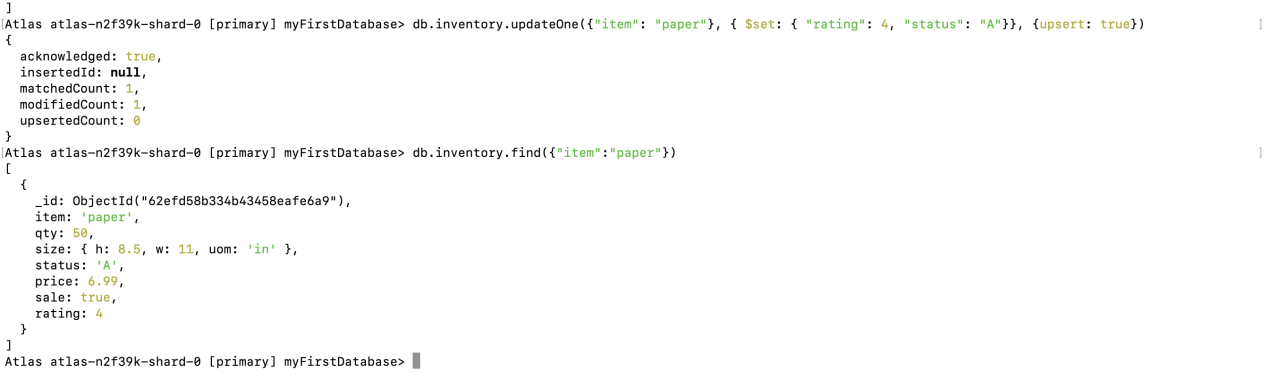 ]
[Atlas atlas-n2f39k-shard-0 [primary] myFirstDatabase> db.inventory.updateOne({"item": "paper"}, { $set: { "rating": 4, "status": "A"}}, {upsert: true}) ]
{
  acknowledged: true,
  insertedId: null,
  matchedCount: 1,
  modifiedCount: 1,
  upsertedCount: 0
}
[Atlas atlas-n2f39k-shard-0 [primary] myFirstDatabase> db.inventory.find({"item":"paper"}) ]
[
  {
    _id: ObjectId("62efd58b334b43458eafe6a9"),
    item: 'paper',
    qty: 50,
    size: { h: 8.5, w: 11, uom: 'in' },
    status: 'A',
    price: 6.99,
    sale: true,
    rating: 4
  }
]
Atlas atlas-n2f39k-shard-0 [primary] myFirstDatabase>